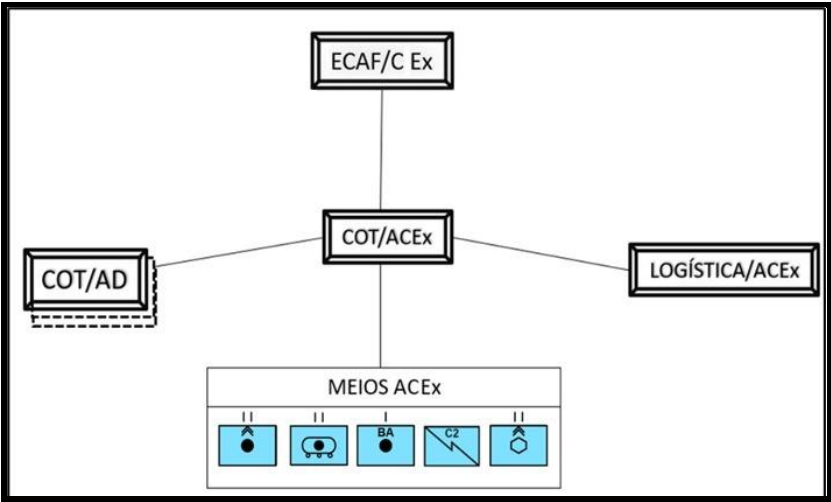 ECAF/C Ex
COT/ACEx
COT/AD
LOGÍSTICA/ACEx
MEIOS ACEx
II II I II
BA C2